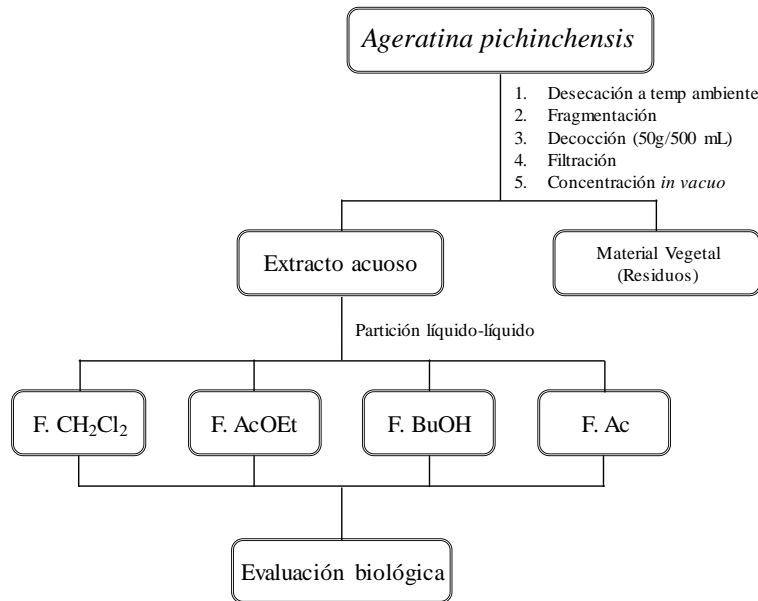 Ageratina pichinchensis
1. Desecación a temp ambiente
2. Fragmentación
3. Decocción (50g/500 mL)
4. Filtración
5. Concentración in vacuo
Extracto acuoso
Material Vegetal
(Residuos)
Partición líquido-líquido
F. CH₂Cl₂
F. AcOEt
F. BuOH
F. Ac
Evaluación biológica